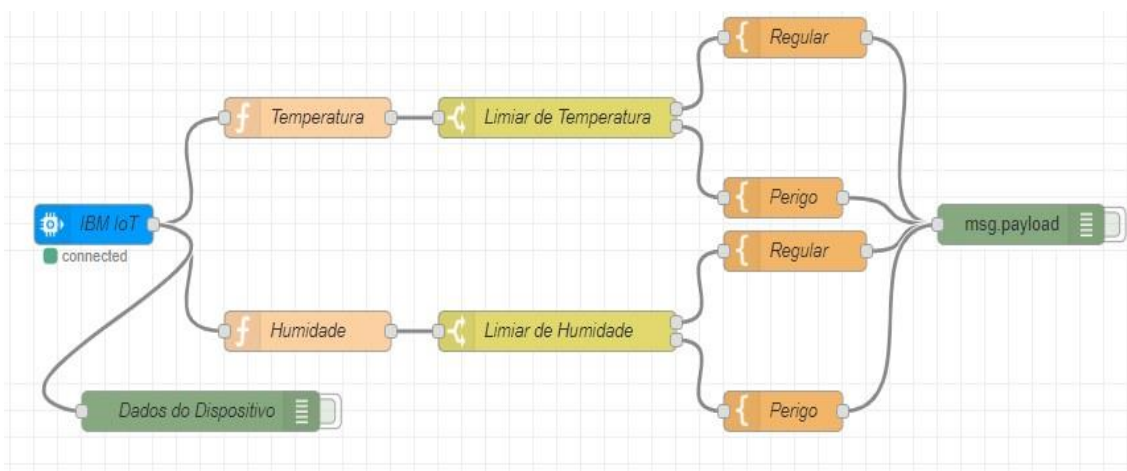 Regular
Temperatura
Limiar de Temperatura
Perigo
IBM IoT
connected
msg.payload
Regular
Humidade
Limiar de Humidade
Dados do Dispositivo
Perigo